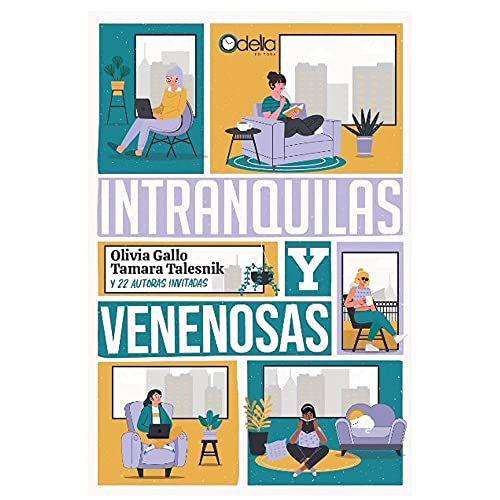 Odelia
EDITORA
INTRANQUILAS
Olivia Gallo
Tamara Talesnik
Y 22 AUTORAS INVITADAS
Y
VENENOSAS